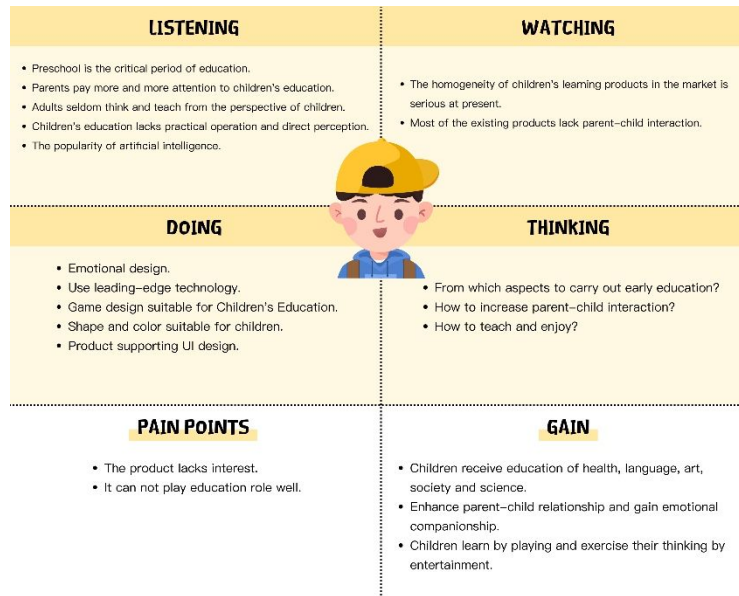 LISTENING
• Preschool is the critical period of education.
• Parents pay more and more attention to children's education.
• Adults seldom think and teach from the perspective of children.
• Children's education lacks practical operation and direct perception.
• The popularity of artificial intelligence.
WATCHING
• The homogeneity of children's learning products in the market is
serious at present.
• Most of the existing products lack parent-child interaction.
DOING
• Emotional design.
• Use leading-edge technology.
• Game design suitable for Children's Education.
• Shape and color suitable for children.
• Product supporting UI design.
THINKING
• From which aspects to carry out early education?
• How to increase parent-child interaction?
• How to teach and enjoy?
PAIN POINTS
• The product lacks interest.
• It can not play education role well.
GAIN
• Children receive education of health, language, art,
society and science.
• Enhance parent-child relationship and gain emotional
companionship.
• Children learn by playing and exercise their thinking by
entertainment.